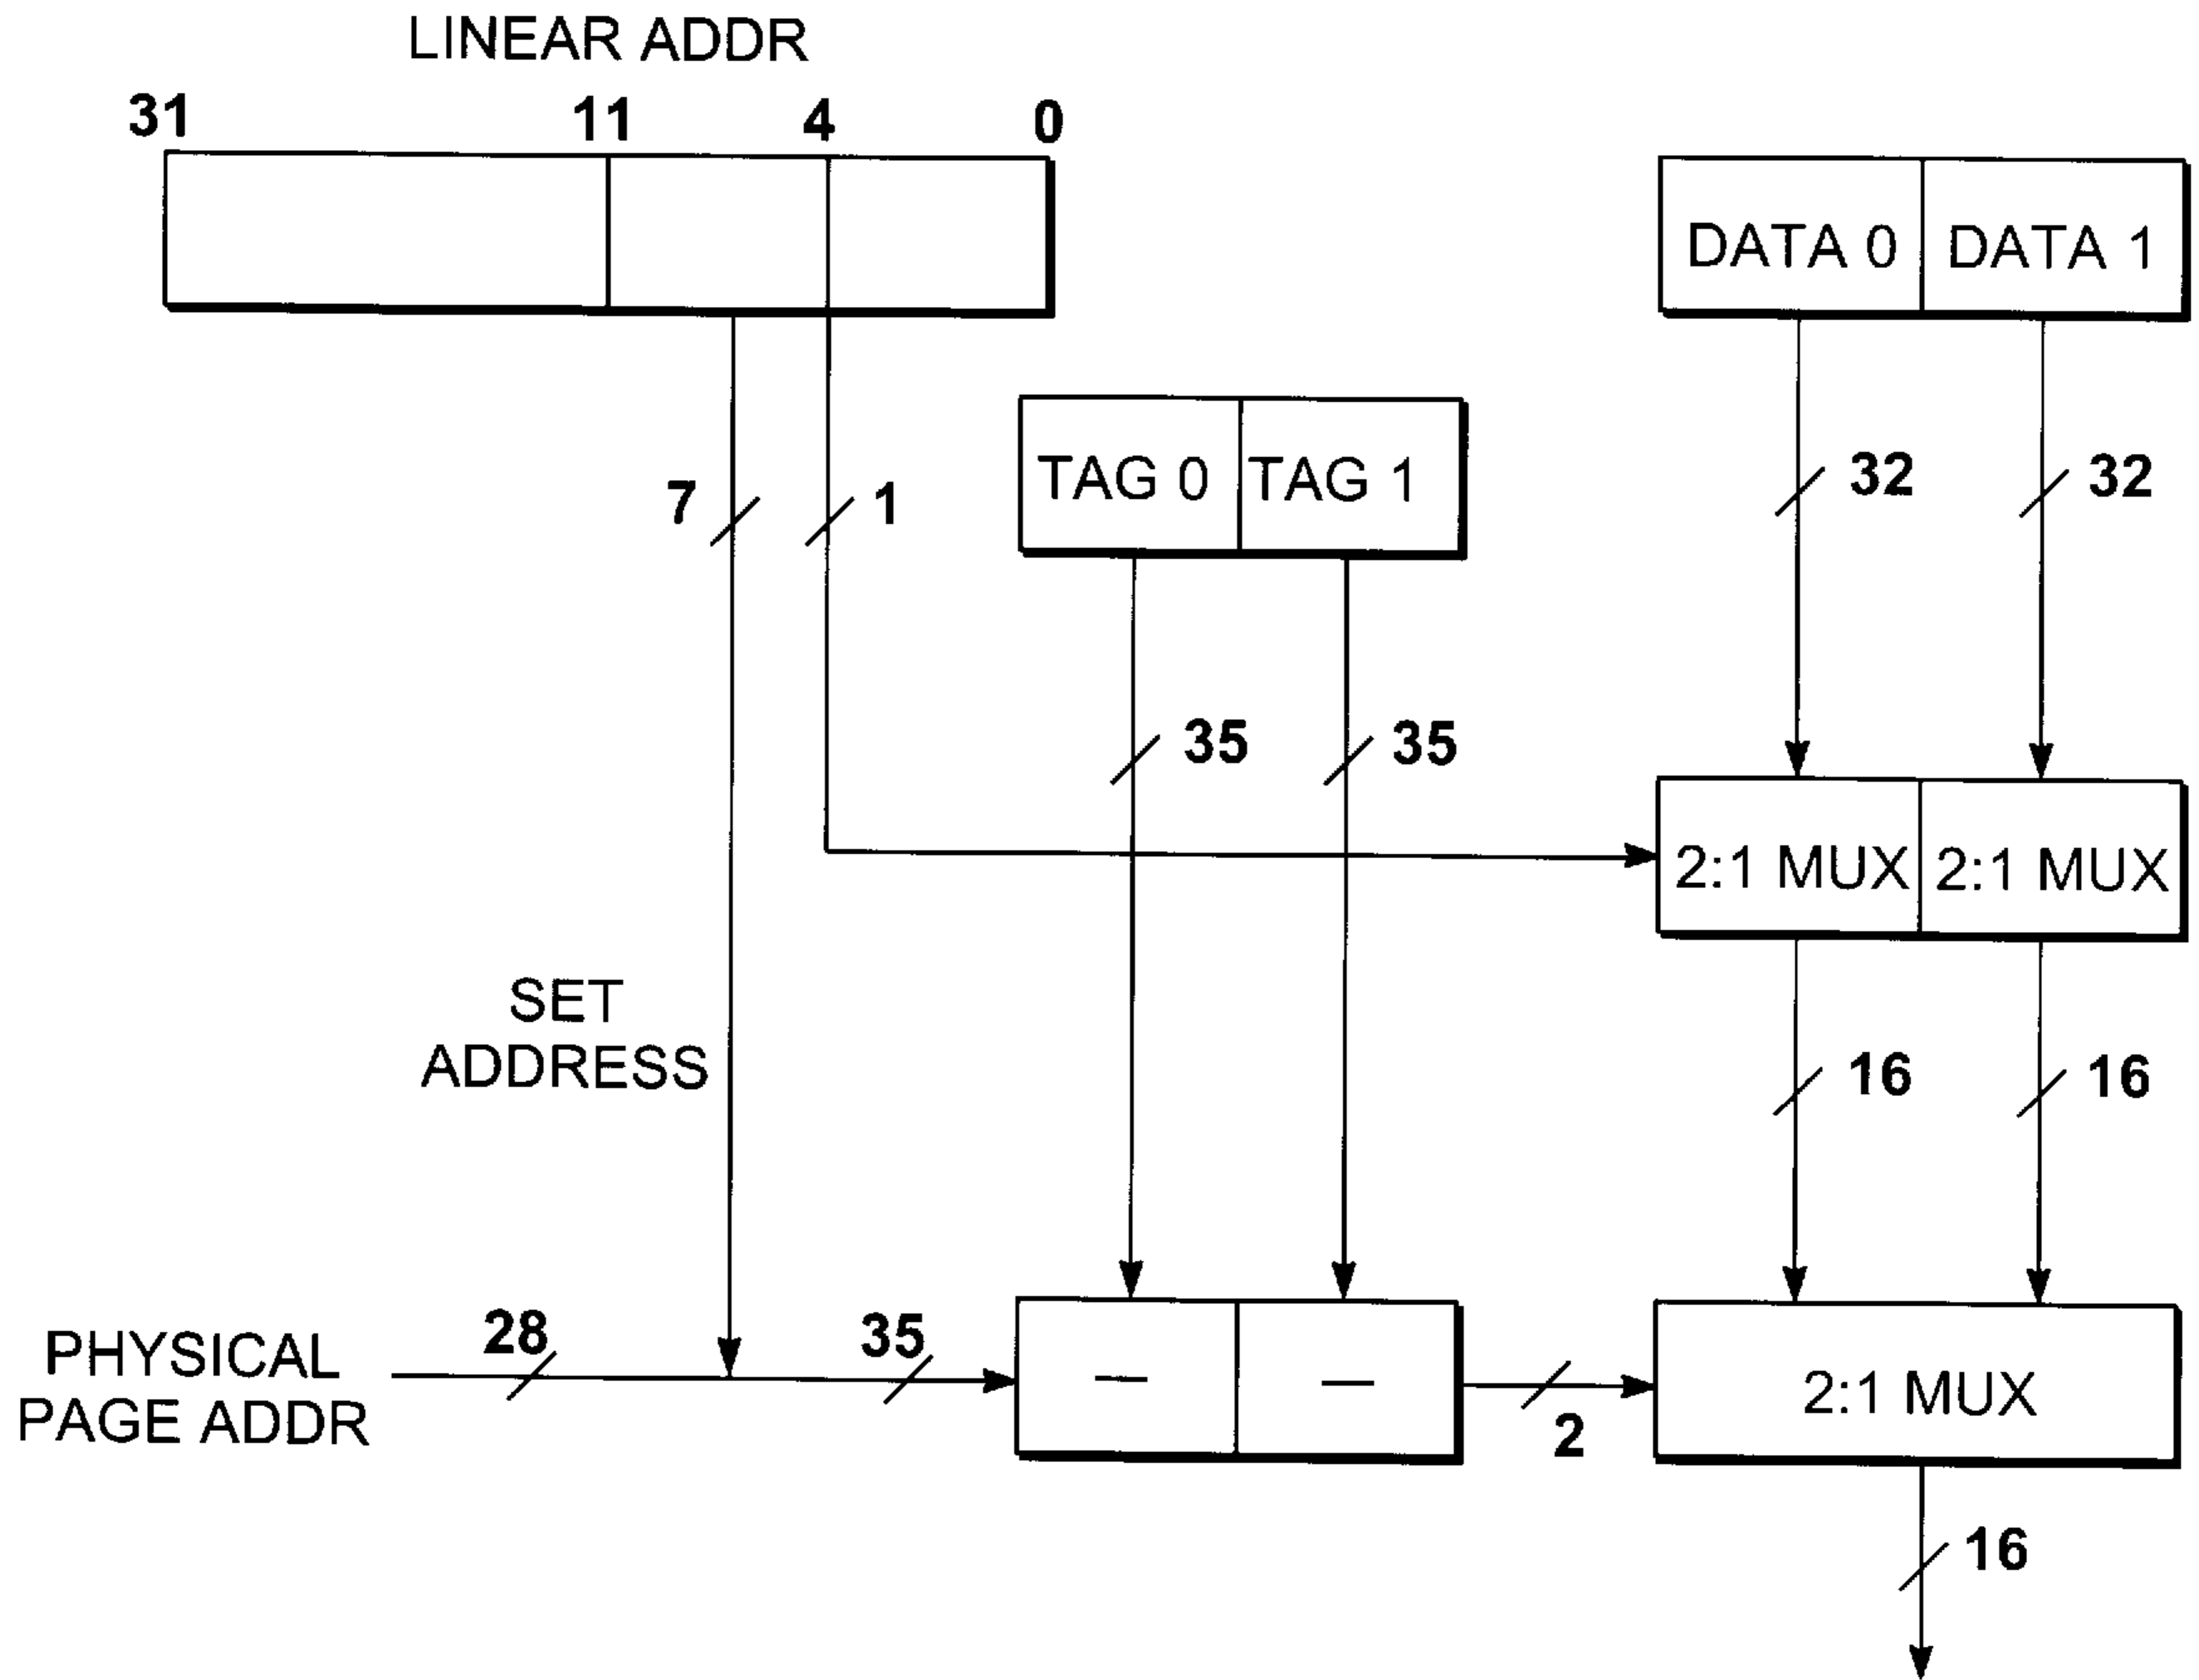 LINEAR ADDR
31 11 4 0
DATA 0 DATA 1
TAG 0 TAG 1
7 1
32 32
35 35
2:1 MUX 2:1 MUX
SET
ADDRESS
16 16
PHYSICAL
PAGE ADDR
28 35
2
2:1 MUX
16